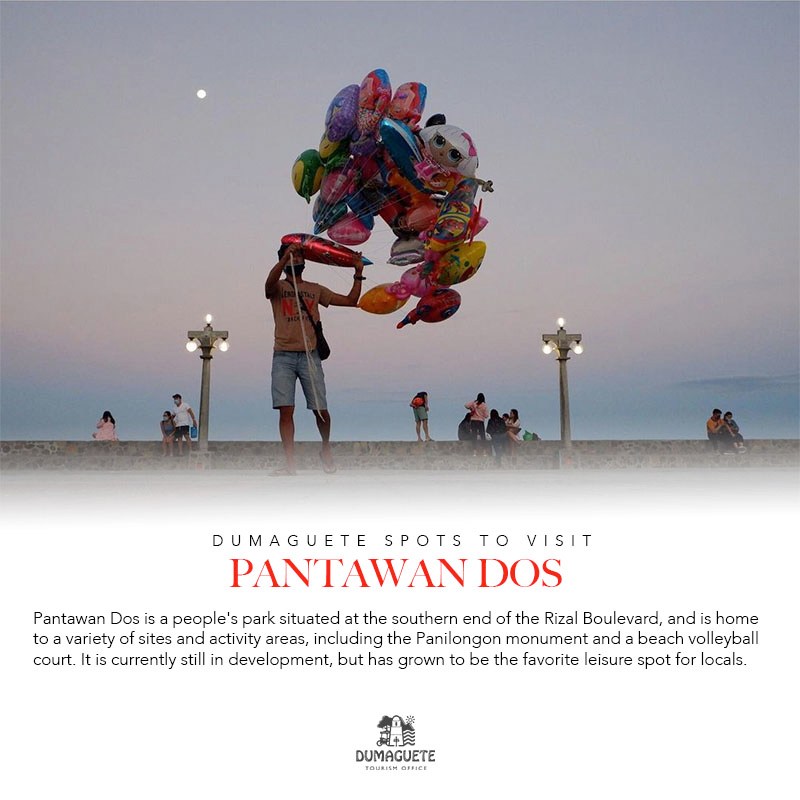 DUMAGUETE SPOTS TO VISIT
PANTAWAN DOS
Pantawan Dos is a people's park situated at the southern end of the Rizal Boulevard, and is home
to a variety of sites and activity areas, including the Panilongon monument and a beach volleyball
court. It is currently still in development, but has grown to be the favorite leisure spot for locals.
DUMAGUETE
TOURISM OFFICE